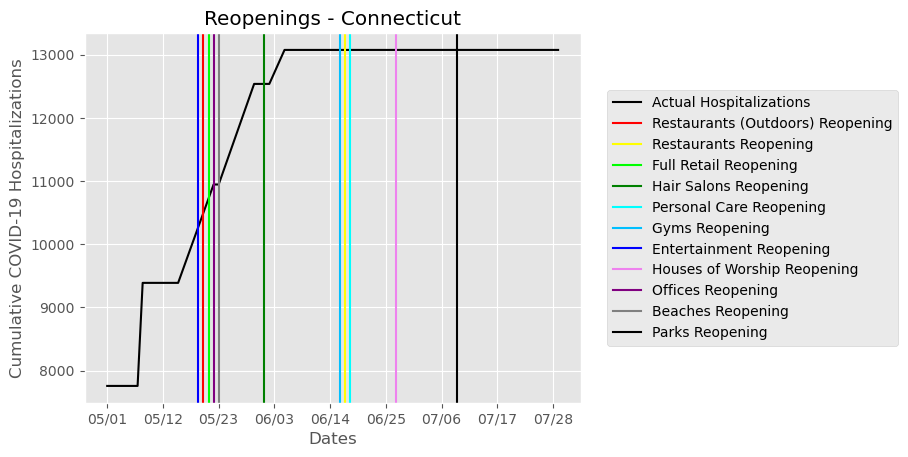 Reopenings - Connecticut
Cumulative COVID-19 Hospitalizations
13000
12000
11000
10000
9000
8000
05/01 05/12 05/23 06/03 06/14 06/25 07/06 07/17 07/28
Dates
Actual Hospitalizations
Restaurants (Outdoors) Reopening
Restaurants Reopening
Full Retail Reopening
Hair Salons Reopening
Personal Care Reopening
Gyms Reopening
Entertainment Reopening
Houses of Worship Reopening
Offices Reopening
Beaches Reopening
Parks Reopening